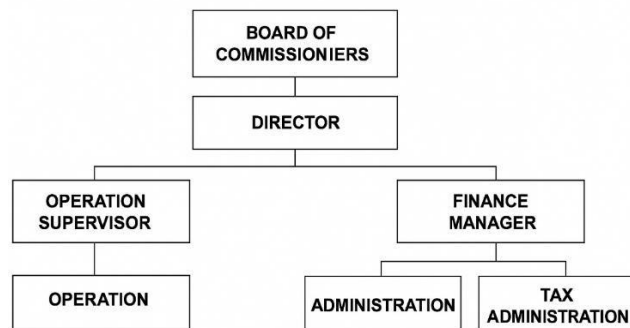 BOARD OF
COMMISSIONIERS
DIRECTOR
OPERATION
SUPERVISOR
FINANCE
MANAGER
OPERATION
ADMINISTRATION
TAX
ADMINISTRATION